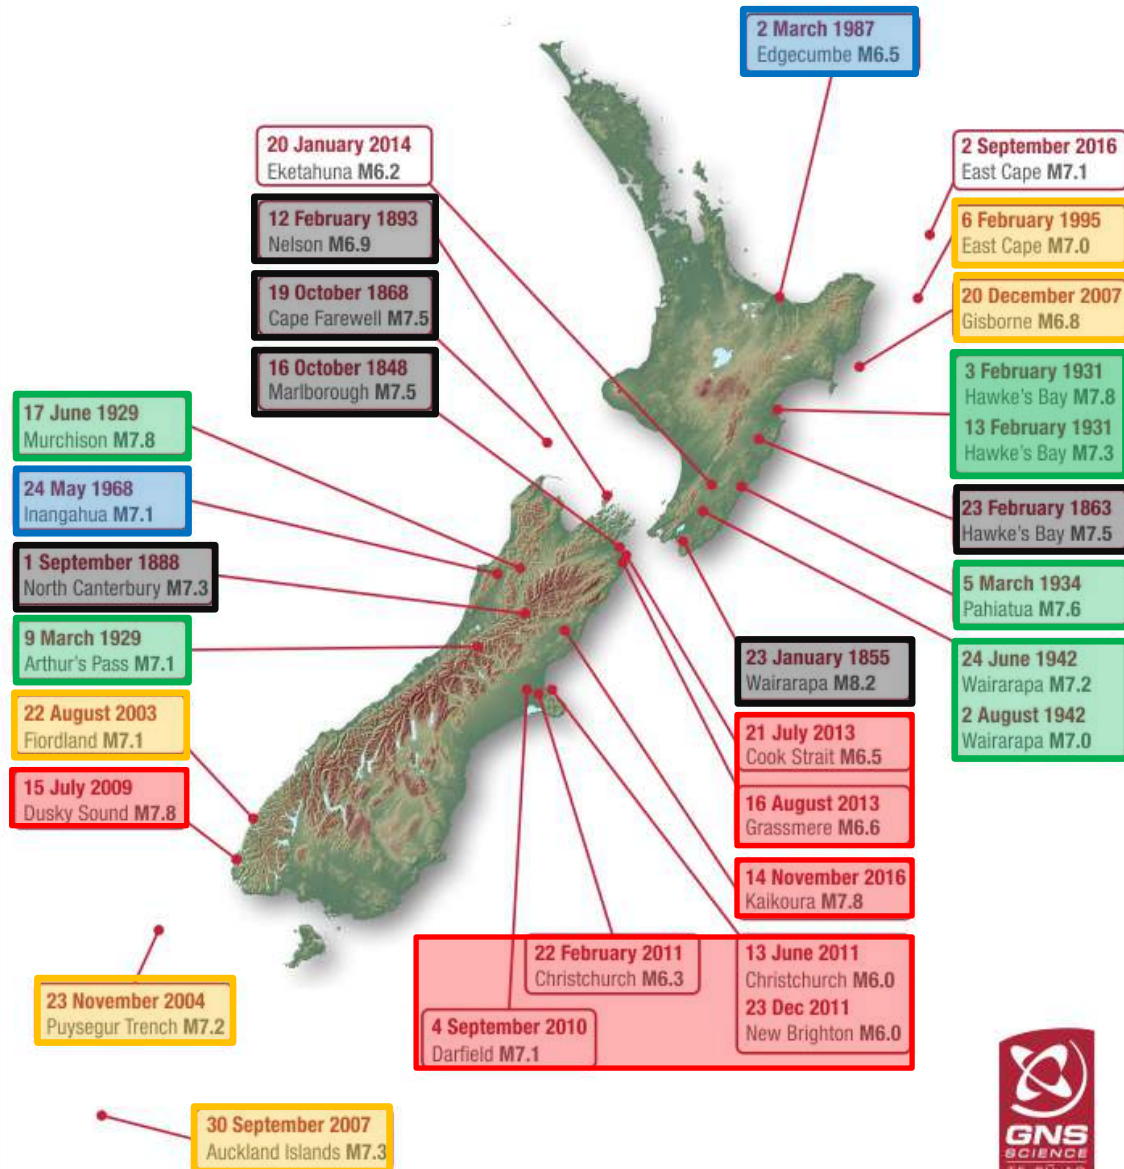 2 March 1987
Edgecumbe M6.5
20 January 2014
Eketahuna M6.2
2 September 2016
East Cape M7.1
12 February 1893
Nelson M6.9
6 February 1995
East Cape M7.0
19 October 1868
Cape Farewell M7.5
20 December 2007
Gisborne M6.8
16 October 1848
Marlborough M7.5
3 February 1931
Hawke's Bay M7.8
13 February 1931
Hawke's Bay M7.3
17 June 1929
Murchison M7.8
24 May 1968
Inangahua M7.1
23 February 1863
Hawke's Bay M7.5
1 September 1888
North Canterbury M7.3
5 March 1934
Pahiatua M7.6
9 March 1929
Arthur's Pass M7.1
23 January 1855
Wairarapa M8.2
24 June 1942
Wairarapa M7.2
2 August 1942
Wairarapa M7.0
22 August 2003
Fiordland M7.1
21 July 2013
Cook Strait M6.5
15 July 2009
Dusky Sound M7.8
16 August 2013
Grassmere M6.6
14 November 2016
Kaikoura M7.8
22 February 2011
Christchurch M6.3
13 June 2011
Christchurch M6.0
23 Dec 2011
New Brighton M6.0
23 November 2004
Puysegur Trench M7.2
4 September 2010
Darfield M7.1
30 September 2007
Auckland Islands M7.3
GNS
SCIENCE